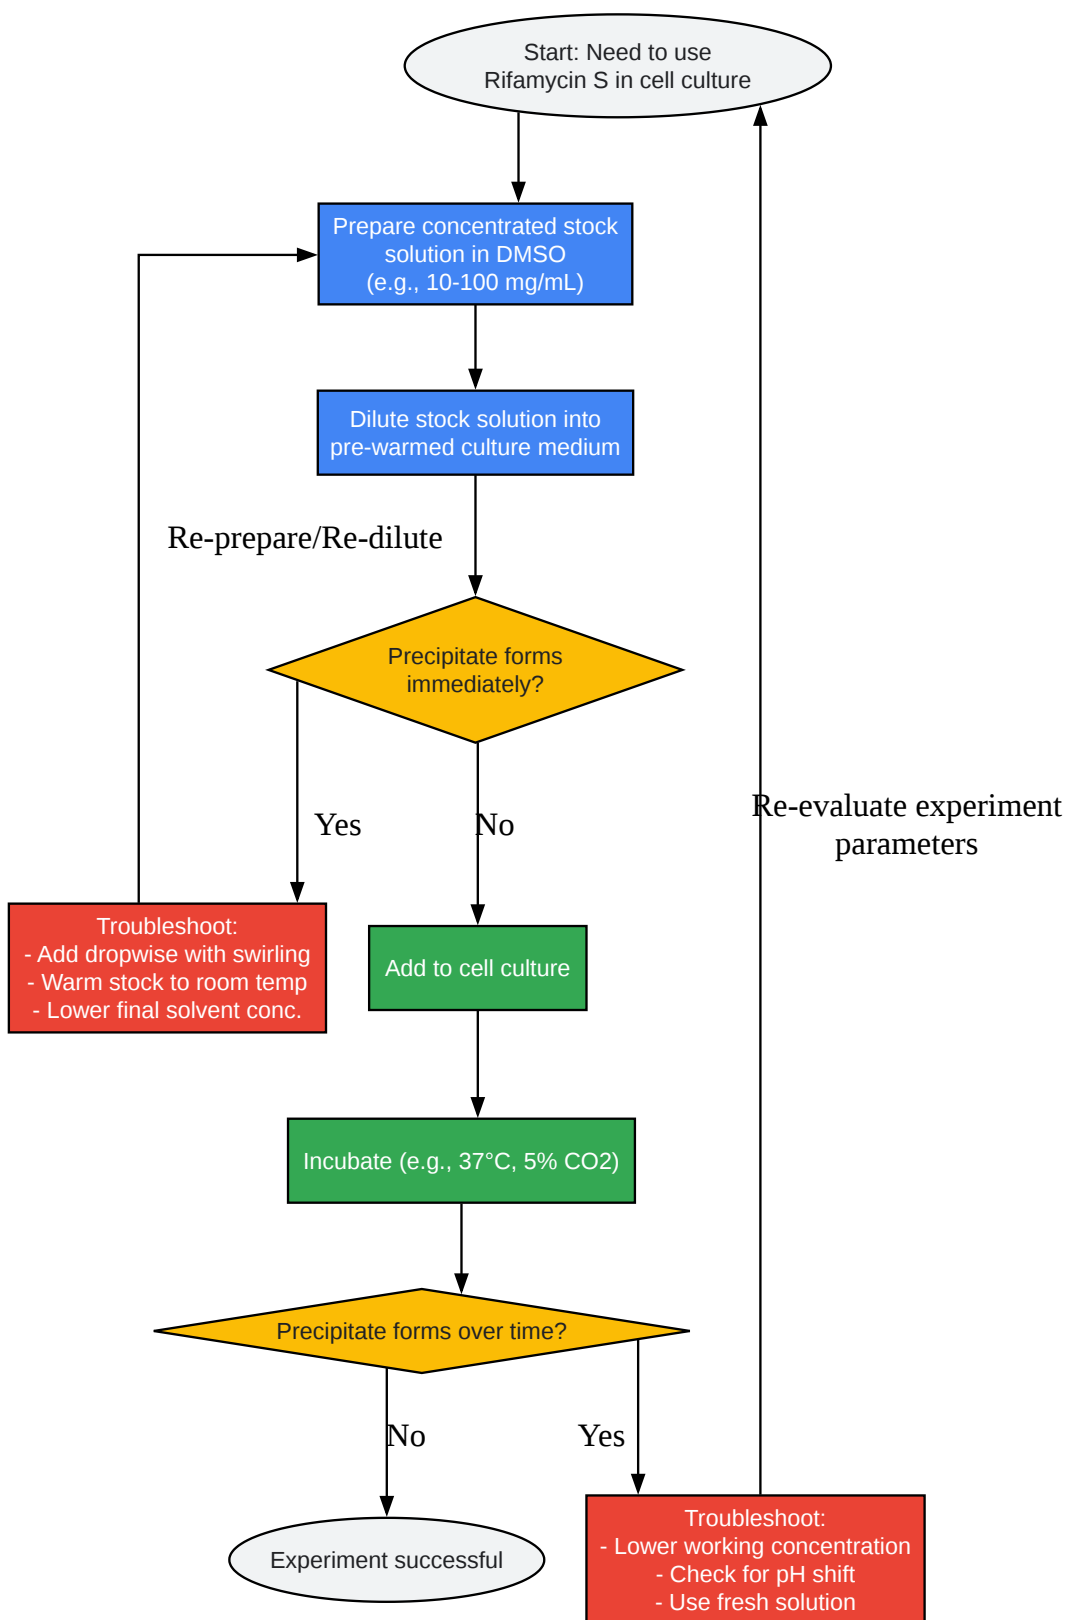 Start: Need to use
Rifamycin S in cell culture
Prepare concentrated stock
solution in DMSO
(e.g., 10-100 mg/mL)
Dilute stock solution into
pre-warmed culture medium
Re-prepare/Re-dilute
Precipitate forms
immediately?
Yes
No
Re-evaluate experiment
parameters
Troubleshoot:
- Add dropwise with swirling
- Warm stock to room temp
- Lower final solvent conc.
Add to cell culture
Incubate (e.g., 37°C, 5% CO2)
Precipitate forms over time?
No
Yes
Experiment successful
Troubleshoot:
- Lower working concentration
- Check for pH shift
- Use fresh solution